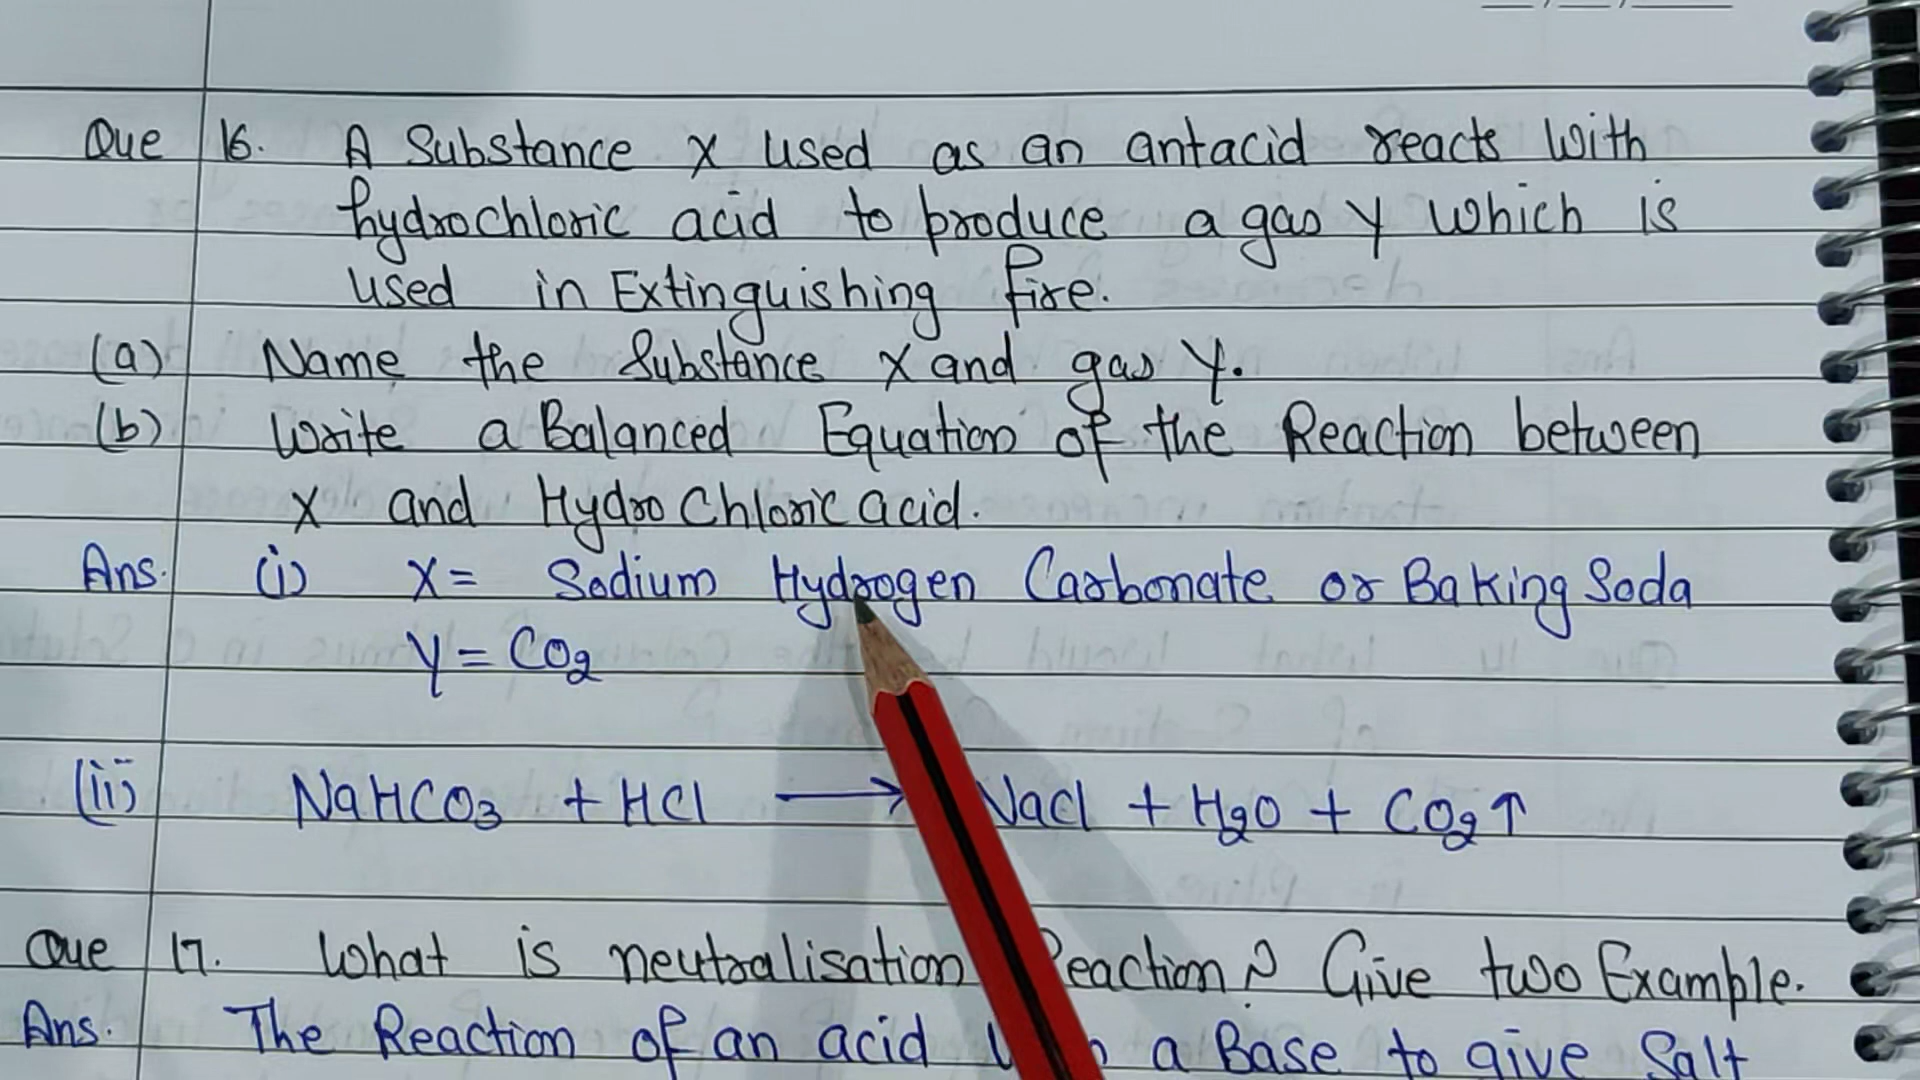 Que 16. A Substance X used as an antacid reacts with
hydrochloric acid to produce a gas Y which is
used in Extinguishing fire.
(a) Name the Substance X and gas Y.
(b) Write a Balanced Equation of the Reaction between
X and Hydro Chloric acid.
Ans. (i) X = Sodium Hydrogen Carbonate or Baking Soda
Y = CO2
(ii) NaHCO3 + HCl → NaCl + H2O + CO2↑
Que 17. What is neutralisation Reaction? Give two Example.
Ans. The Reaction of an acid a Base to give Salt